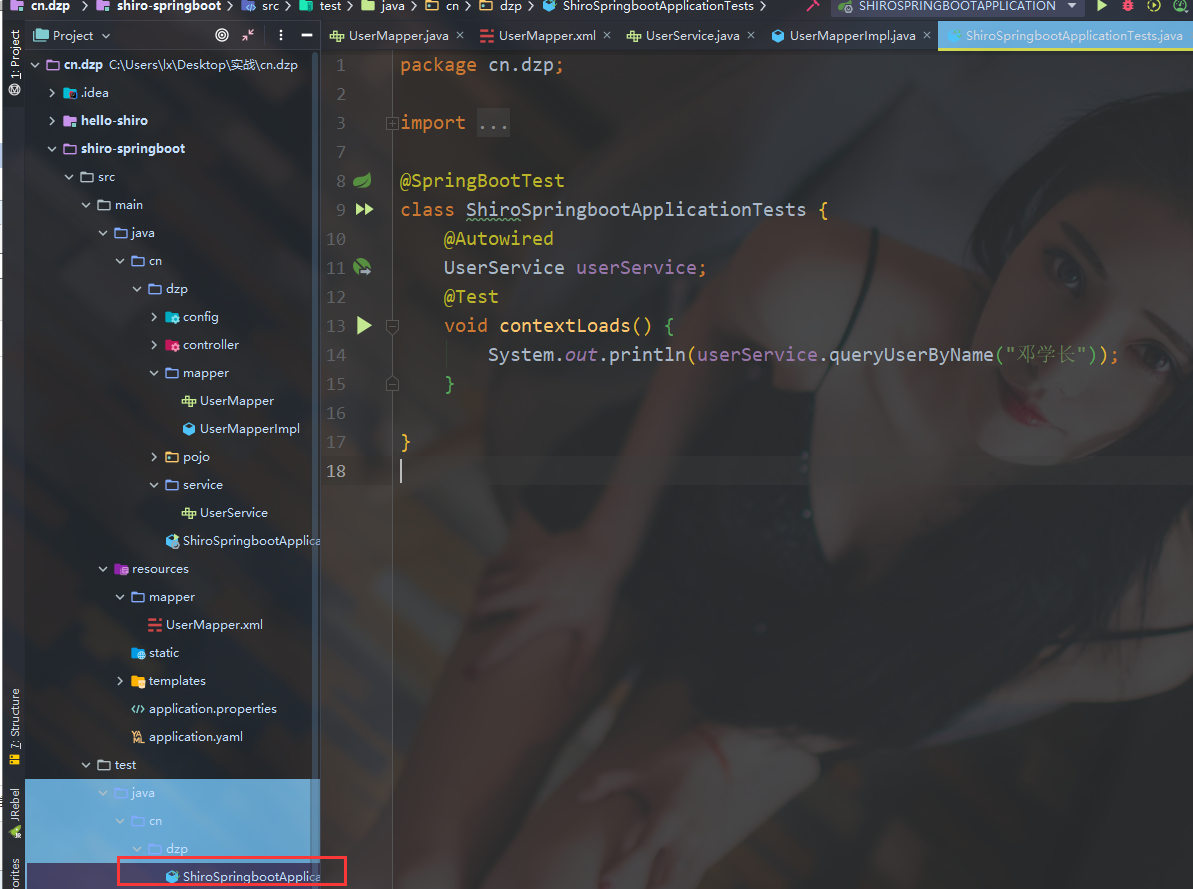 cn.dzp > shiro-springboot > src > test > java > cn > dzp > ShiroSpringbootApplicationTests > SHIROSPRINGBOOTAPPLICATION
Project
UserMapper.java × UserMapper.xml × UserService.java × UserMapperImpl.java × ShiroSpringbootApplicationTests.java
1: Project
7: Structure
JRebel
cn.dzp C:\Users\lx\Desktop\实战\cn.dzp
.idea
hello-shiro
shiro-springboot
src
main
java
cn
dzp
config
controller
mapper
UserMapper
UserMapperImpl
pojo
service
UserService
ShiroSpringbootApplica
resources
mapper
UserMapper.xml
static
templates
application.properties
application.yaml
test
java
cn
dzp
ShiroSpringbootApplica
1 package cn.dzp;
2
3 import ...
7
8 @SpringBootTest
9 class ShiroSpringbootApplicationTests {
10 @Autowired
11 UserService userService;
12 @Test
13 void contextLoads() {
14 System.out.println(userService.queryUserByName("邓学长"));
15 }
16
17 }
18